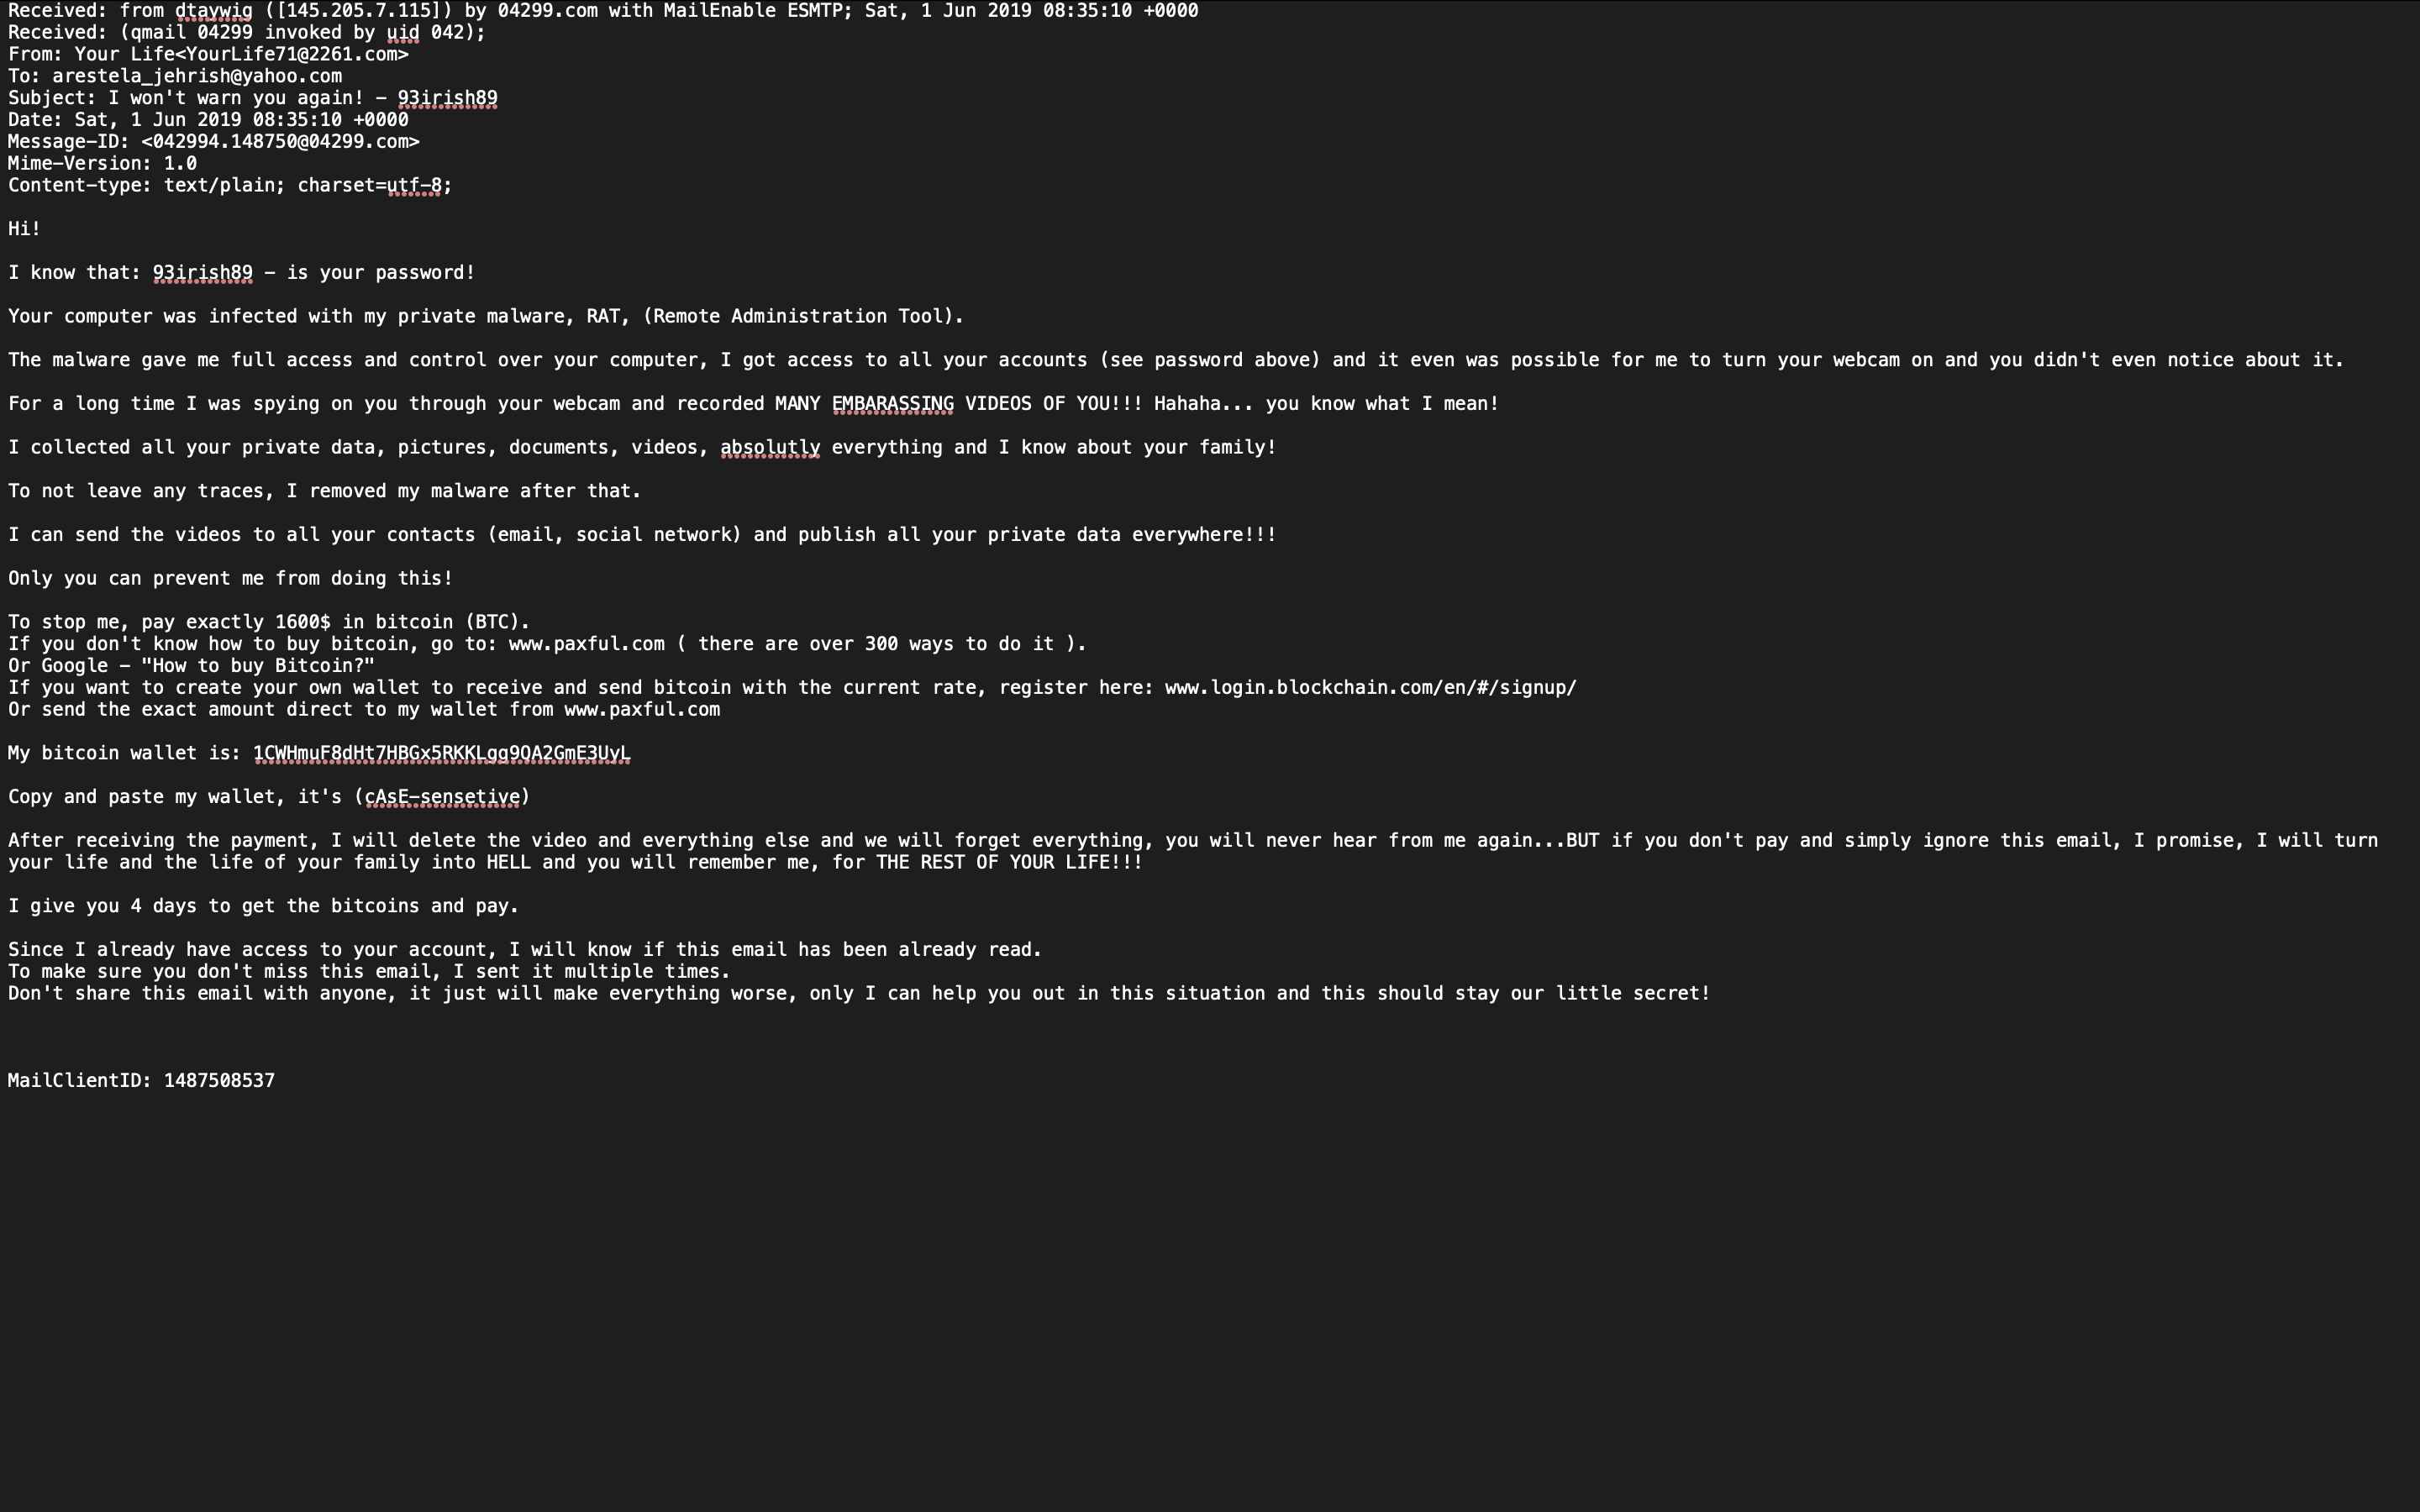 Received: from dtaywig ([145.205.7.115]) by 04299.com with MailEnable ESMTP; Sat, 1 Jun 2019 08:35:10 +0000
Received: (qmail 04299 invoked by uid 042);
From: Your Life<YourLife71@2261.com>
To: arestela_jehrish@yahoo.com
Subject: I won't warn you again! – 93irish89
Date: Sat, 1 Jun 2019 08:35:10 +0000
Message-ID: <042994.148750@04299.com>
Mime-Version: 1.0
Content-type: text/plain; charset=utf-8;
Hi!
I know that: 93irish89 – is your password!
Your computer was infected with my private malware, RAT, (Remote Administration Tool).
The malware gave me full access and control over your computer, I got access to all your accounts (see password above) and it even was possible for me to turn your webcam on and you didn't even notice about it.
For a long time I was spying on you through your webcam and recorded MANY EMBARASSING VIDEOS OF YOU!!! Hahaha... you know what I mean!
I collected all your private data, pictures, documents, videos, absolutly everything and I know about your family!
To not leave any traces, I removed my malware after that.
I can send the videos to all your contacts (email, social network) and publish all your private data everywhere!!!
Only you can prevent me from doing this!
To stop me, pay exactly 1600$ in bitcoin (BTC).
If you don't know how to buy bitcoin, go to: www.paxful.com ( there are over 300 ways to do it ).
Or Google – "How to buy Bitcoin?"
If you want to create your own wallet to receive and send bitcoin with the current rate, register here: www.login.blockchain.com/en/#/signup/
Or send the exact amount direct to my wallet from www.paxful.com
My bitcoin wallet is: 1CWHmuF8dHt7HBGx5RKKLgg9QA2GmE3UyL
Copy and paste my wallet, it's (cAsE-sensetive)
After receiving the payment, I will delete the video and everything else and we will forget everything, you will never hear from me again...BUT if you don't pay and simply ignore this email, I promise, I will turn
your life and the life of your family into HELL and you will remember me, for THE REST OF YOUR LIFE!!!
I give you 4 days to get the bitcoins and pay.
Since I already have access to your account, I will know if this email has been already read.
To make sure you don't miss this email, I sent it multiple times.
Don't share this email with anyone, it just will make everything worse, only I can help you out in this situation and this should stay our little secret!
MailClientID: 1487508537